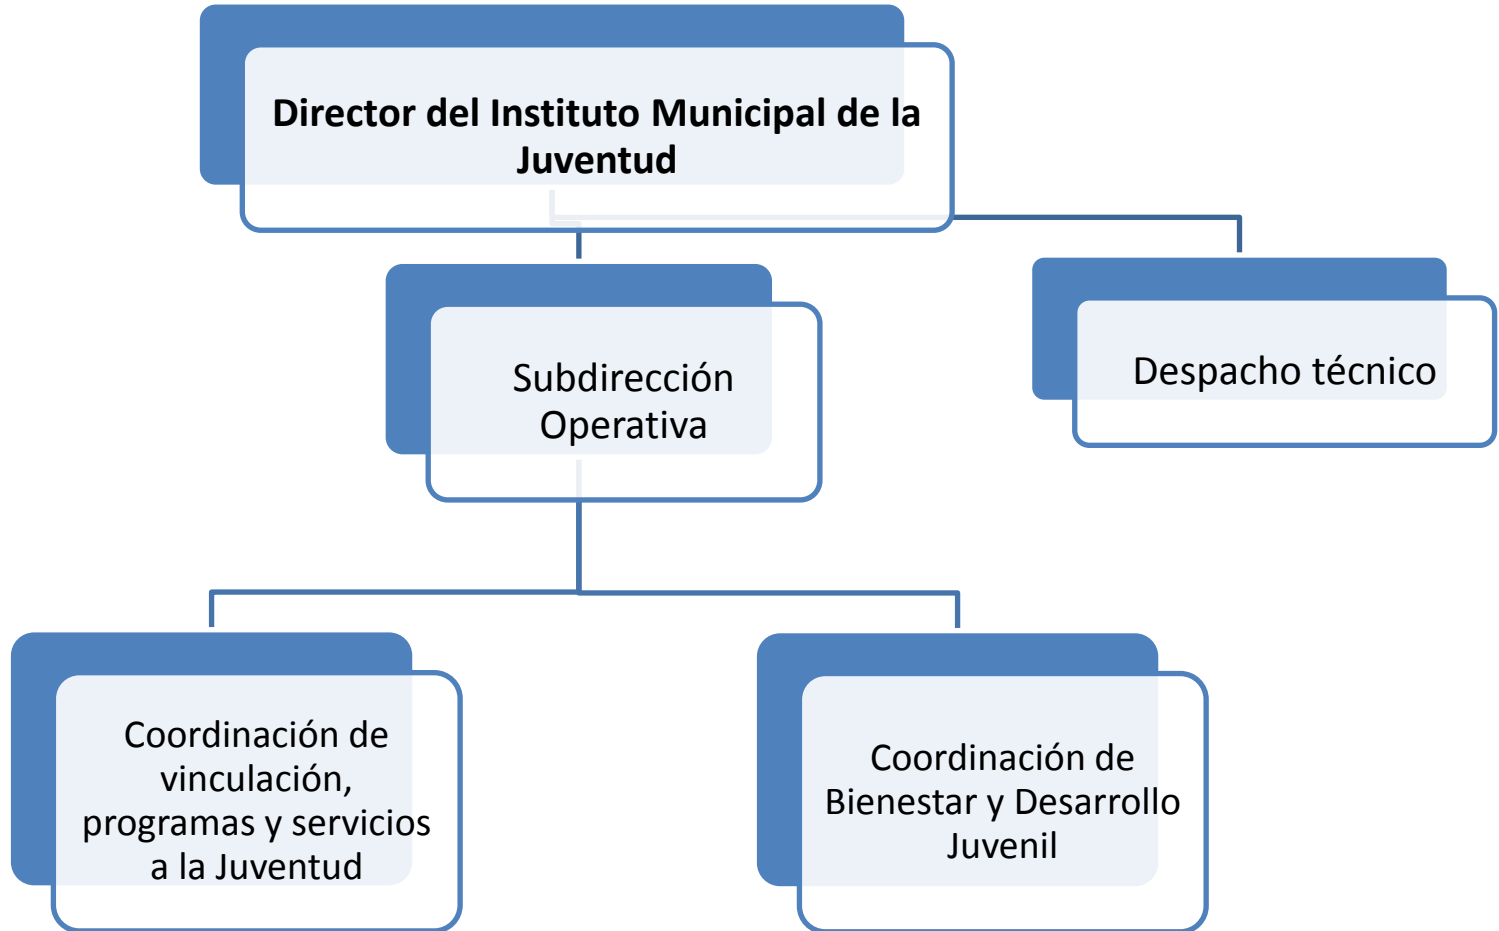 Director del Instituto Municipal de la
Juventud
Subdirección
Operativa
Despacho técnico
Coordinación de
vinculación,
programas y servicios
a la Juventud
Coordinación de
Bienestar y Desarrollo
Juvenil